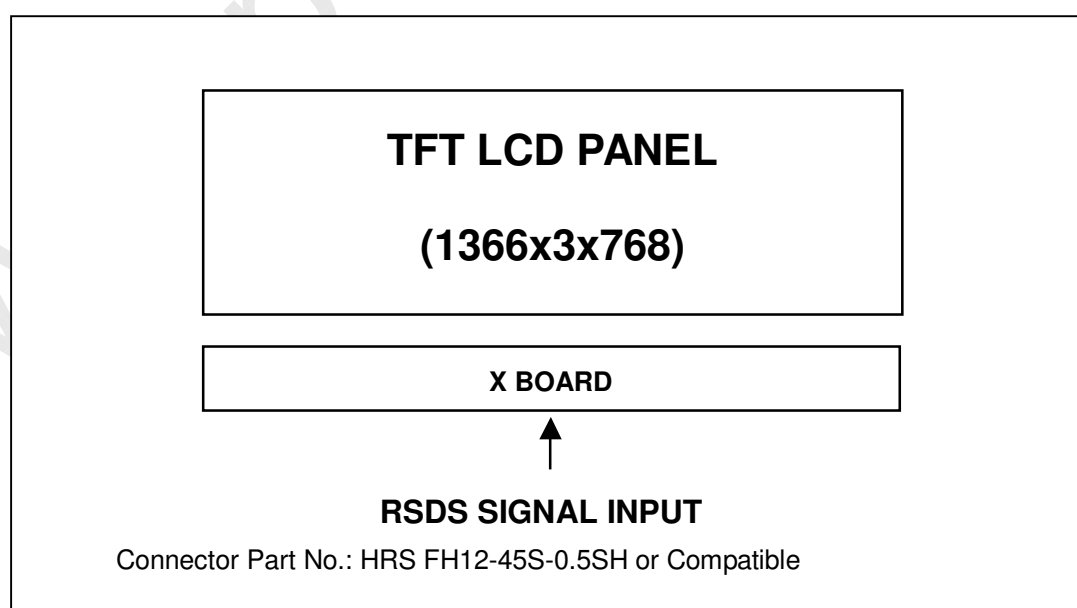 TFT LCD PANEL
(1366x3x768)
X BOARD
RSDS SIGNAL INPUT
Connector Part No.: HRS FH12-45S-0.5SH or Compatible